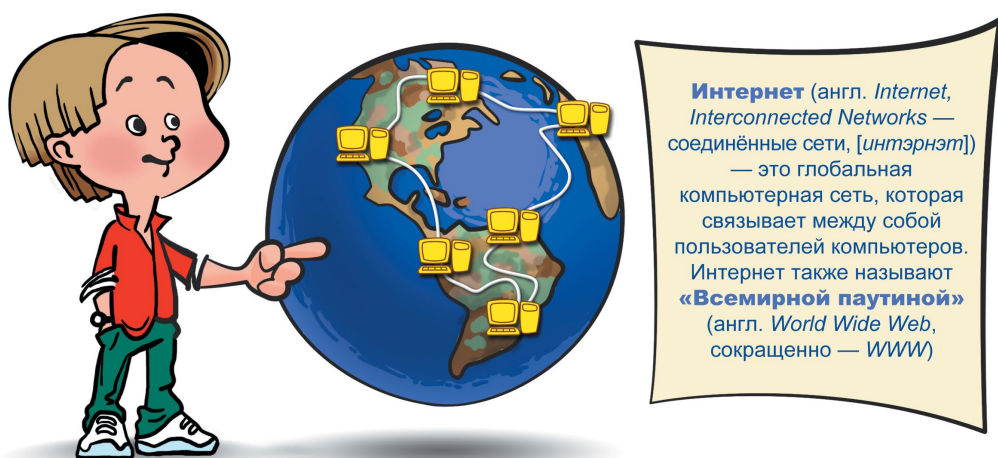 Интернет (англ. Internet,
Interconnected Networks —
соединённые сети, [интэрнэт])
— это глобальная
компьютерная сеть, которая
связывает между собой
пользователей компьютеров.
Интернет также называют
«Всемирной паутиной»
(англ. World Wide Web,
сокращенно — WWW)